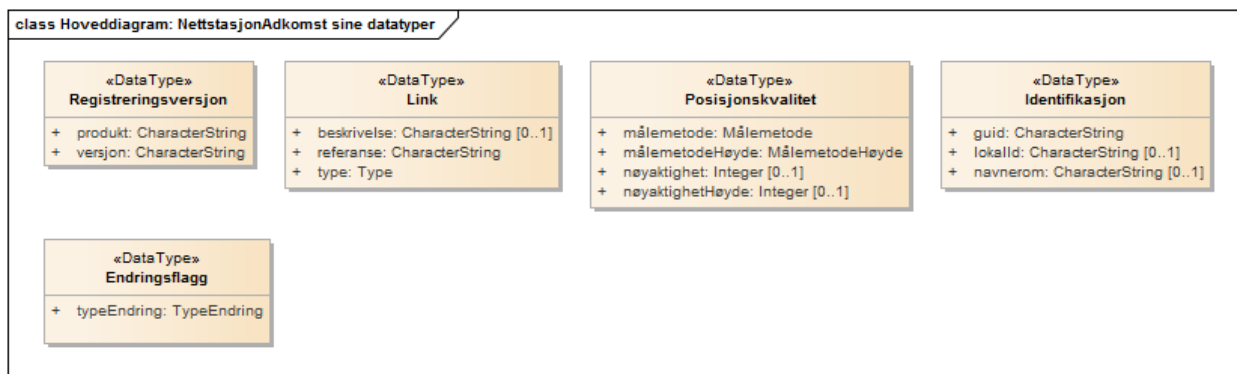 class Hoveddiagram: NettstasjonAdkomst sine datatyper
«DataType»
Registreringsversjon
+ produkt: CharacterString
+ versjon: CharacterString
«DataType»
Link
+ beskrivelse: CharacterString [0..1]
+ referanse: CharacterString
+ type: Type
«DataType»
Posisjonskvalitet
+ målemetode: Målemetode
+ målemetodeHøyde: MålemetodeHøyde
+ nøyaktighet: Integer [0..1]
+ nøyaktighetHøyde: Integer [0..1]
«DataType»
Identifikasjon
+ guid: CharacterString
+ lokalId: CharacterString [0..1]
+ navnerom: CharacterString [0..1]
«DataType»
Endringsflagg
+ typeEndring: TypeEndring